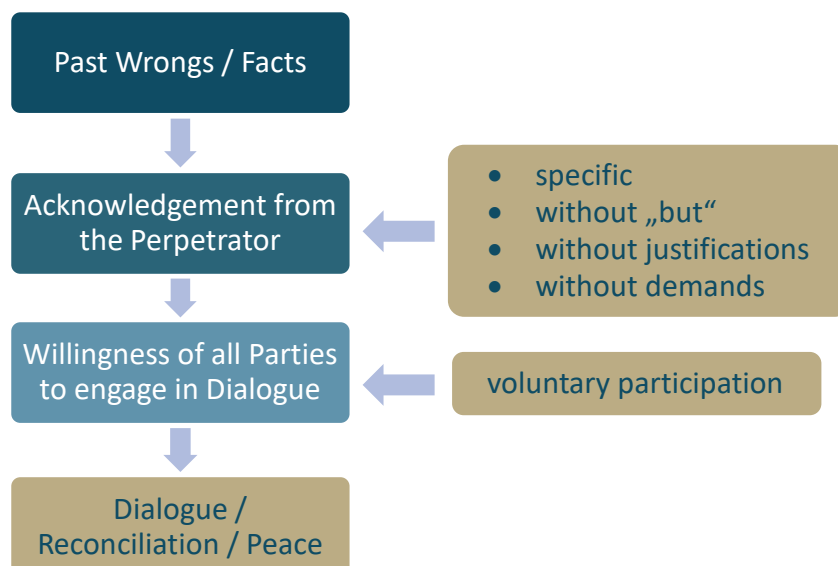 Past Wrongs / Facts
Acknowledgement from
the Perpetrator
• specific
• without „but“
• without justifications
• without demands
Willingness of all Parties
to engage in Dialogue
voluntary participation
Dialogue /
Reconciliation / Peace